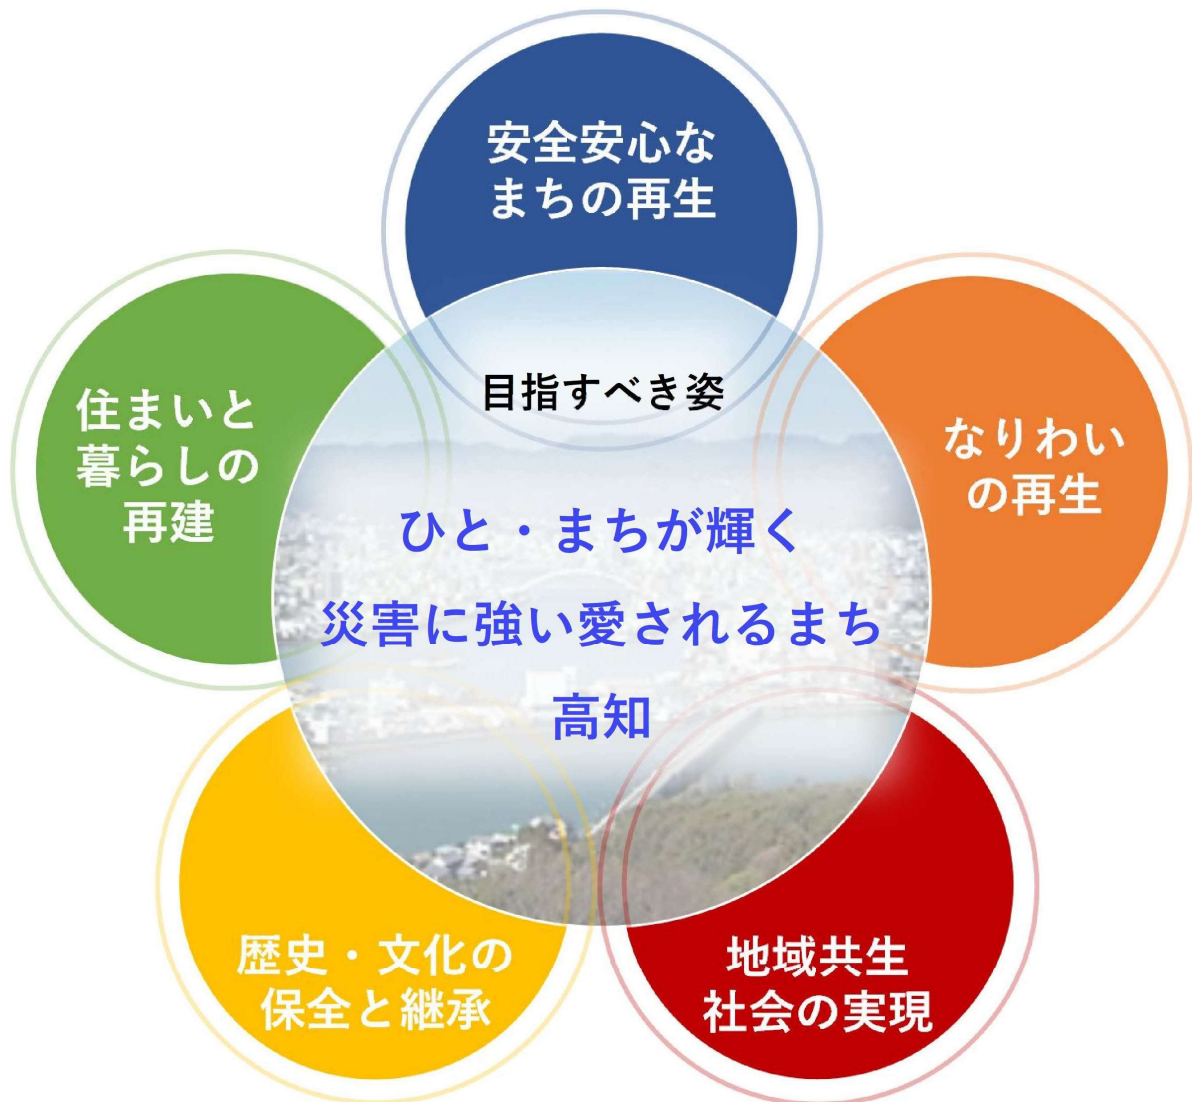 安全安心な
まちの再生
目指すべき姿
ひと・まちが輝く
災害に強い愛されるまち
高知
住まいと
暮らしの
再建
なりわい
の再生
歴史・文化の
保全と継承
地域共生
社会の実現